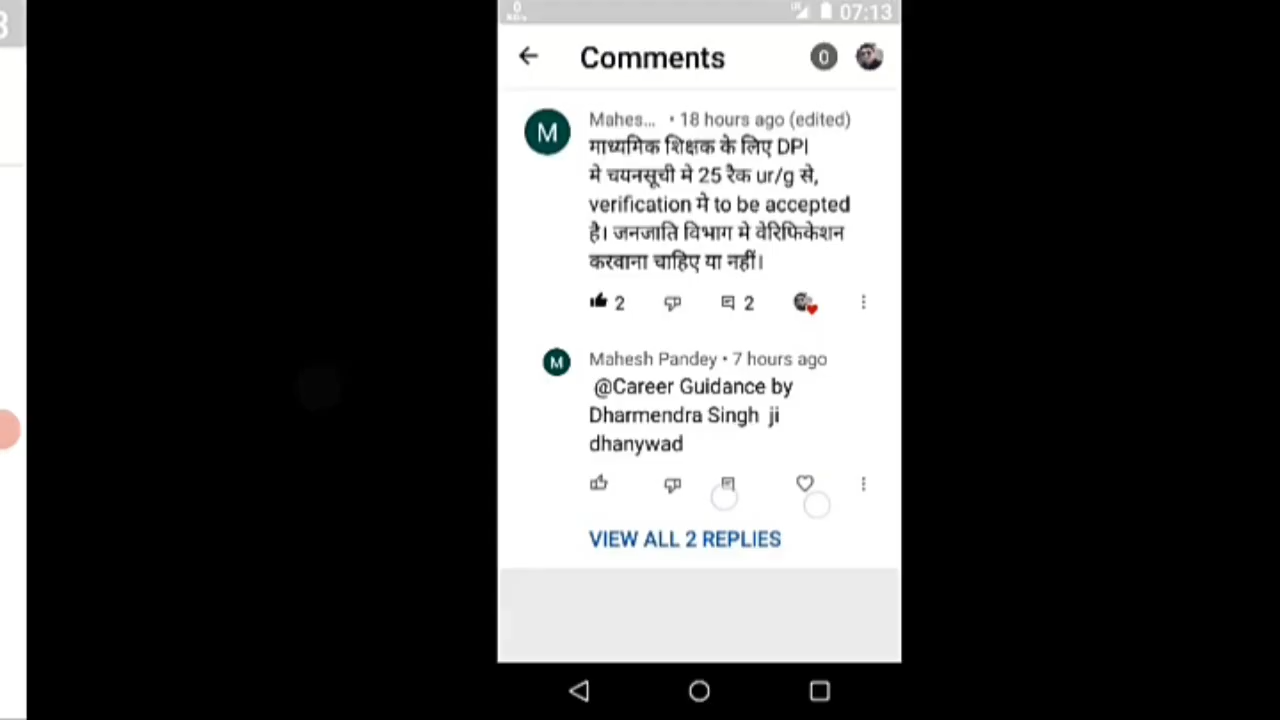 07:13
Comments
0
M
Mahes... • 18 hours ago (edited)
माध्यमिक शिक्षक के लिए DPI
मे चयनसूची मे 25 रैक ur/g से,
verification मे to be accepted
है। जनजाति विभाग मे वेरिफिकेशन
करवाना चाहिए या नहीं।
2
2
M
Mahesh Pandey • 7 hours ago
@Career Guidance by
Dharmendra Singh ji
dhanywad
VIEW ALL 2 REPLIES